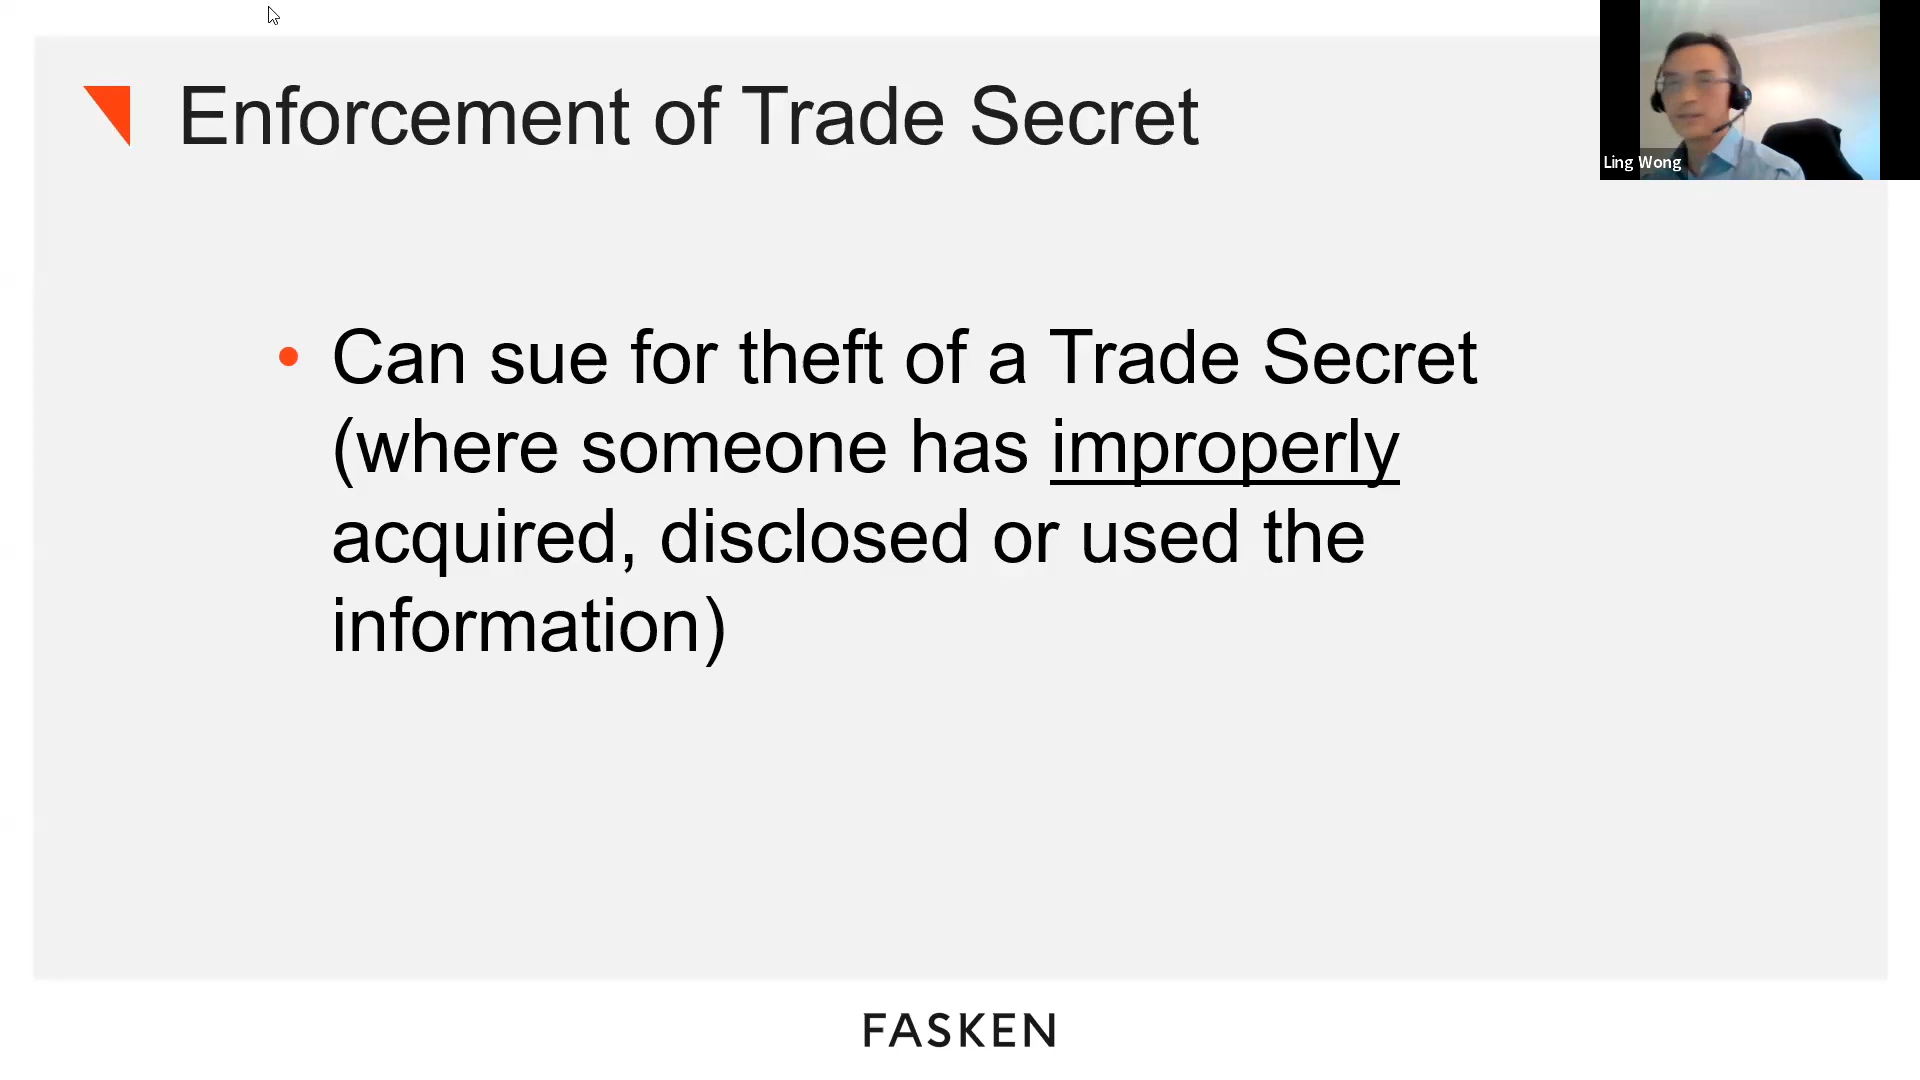 Enforcement of Trade Secret
Ling Wong
• Can sue for theft of a Trade Secret
(where someone has improperly
acquired, disclosed or used the
information)
FASKEN